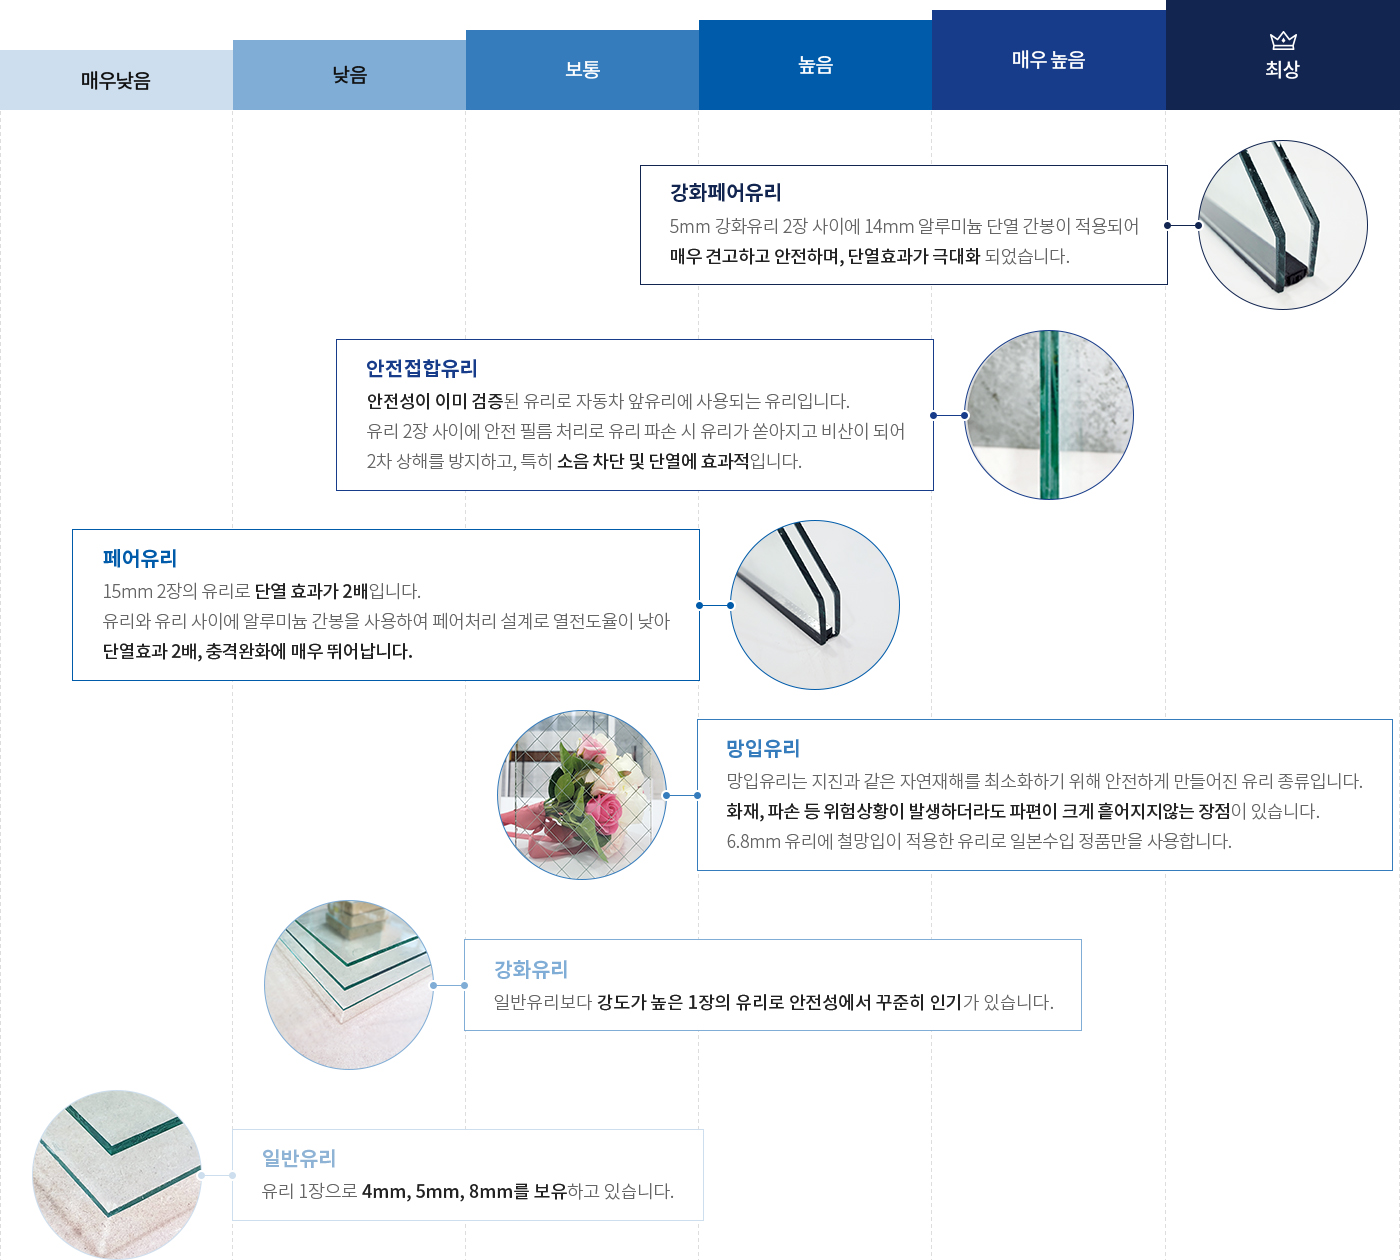 매우낮음
낮음
보통
높음
매우 높음
최상
강화페어유리
5mm 강화유리 2장 사이에 14mm 알루미늄 단열 간봉이 적용되어
매우 견고하고 안전하며, 단열효과가 극대화 되었습니다.
안전접합유리
안전성이 이미 검증된 유리로 자동차 앞유리에 사용되는 유리입니다.
유리 2장 사이에 안전 필름 처리로 유리 파손 시 유리가 쏟아지고 비산이 되어
2차 상해를 방지하고, 특히 소음 차단 및 단열에 효과적입니다.
페어유리
15mm 2장의 유리로 단열 효과가 2배입니다.
유리와 유리 사이에 알루미늄 간봉을 사용하여 페어처리 설계로 열전도율이 낮아
단열효과 2배, 충격완화에 매우 뛰어납니다.
망입유리
망입유리는 지진과 같은 자연재해를 최소화하기 위해 안전하게 만들어진 유리 종류입니다.
화재, 파손 등 위험상황이 발생하더라도 파편이 크게 흩어지지않는 장점이 있습니다.
6.8mm 유리에 철망입이 적용한 유리로 일본수입 정품만을 사용합니다.
강화유리
일반유리보다 강도가 높은 1장의 유리로 안전성에서 꾸준히 인기가 있습니다.
일반유리
유리 1장으로 4mm, 5mm, 8mm를 보유하고 있습니다.